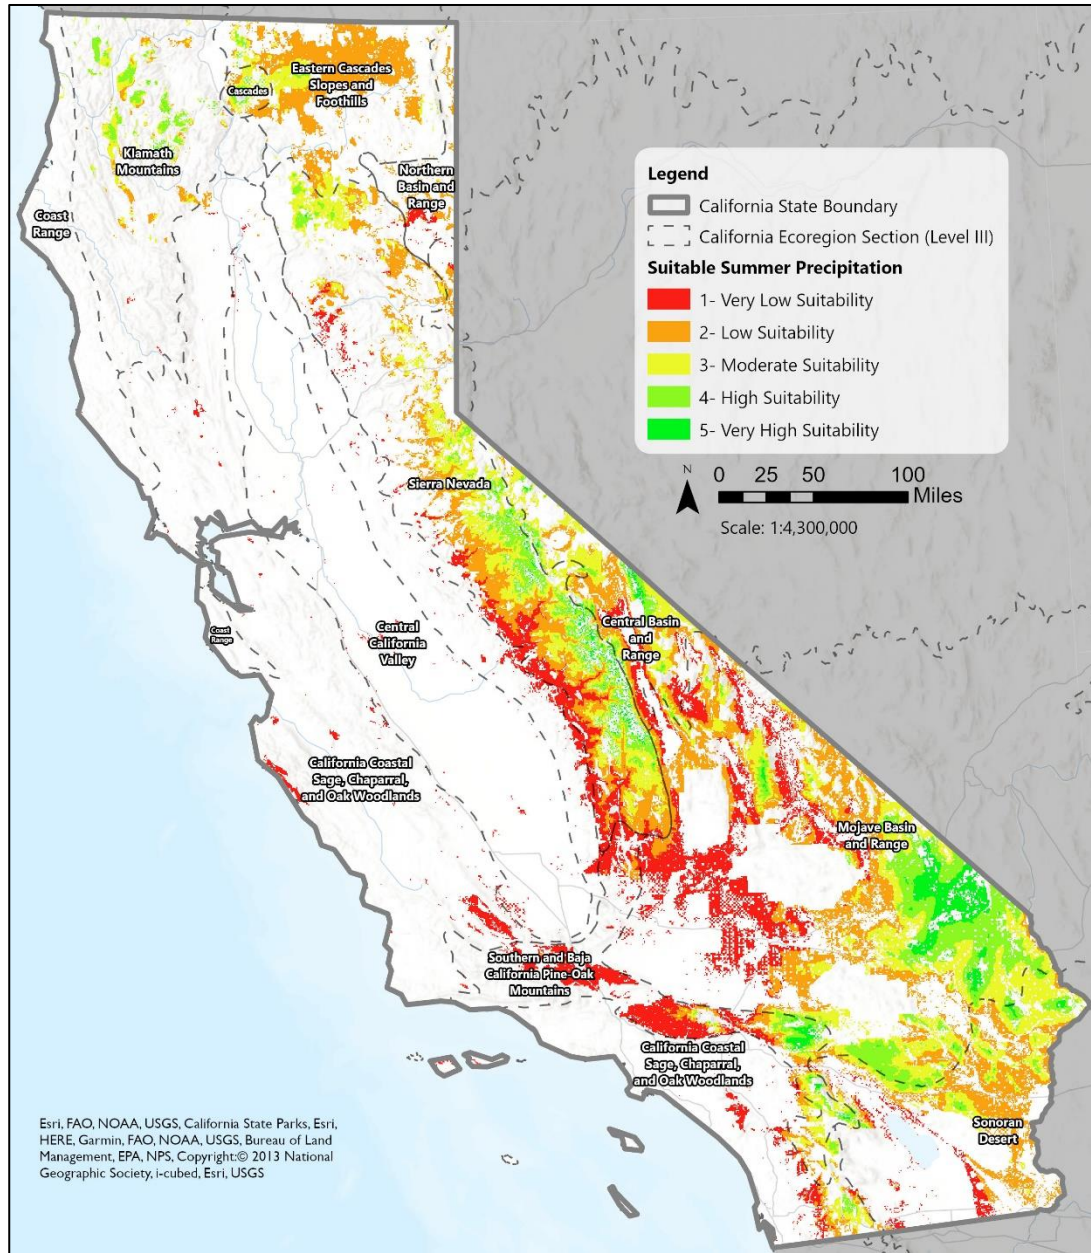 Eastern Cascades
Slopes and
Foothills
Cascades
Klamath
Mountains
Northern
Basin and
Range
Coast
Range
Legend
California State Boundary
California Ecoregion Section (Level III)
Suitable Summer Precipitation
1- Very Low Suitability
2- Low Suitability
3- Moderate Suitability
4- High Suitability
5- Very High Suitability
N
0 25 50 100
Miles
Scale: 1:4,300,000
Sierra Nevada
Central Basin
and
Range
Coast
Range
Central
California
Valley
California Coastal
Sage, Chaparral,
and Oak Woodlands
Mojave Basin
and Range
Southern and Baja
California Pine-Oak
Mountains
California Coastal
Sage, Chaparral,
and Oak Woodlands
Sonoran
Desert
Esri, FAO, NOAA, USGS, California State Parks, Esri,
HERE, Garmin, FAO, NOAA, USGS, Bureau of Land
Management, EPA, NPS, Copyright:© 2013 National
Geographic Society, i-cubed, Esri, USGS